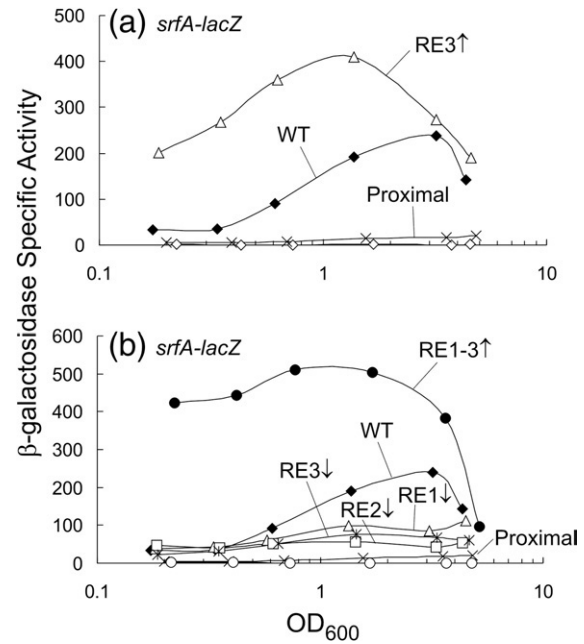 (a) srfA-lacZ
500
400
300
200
100
0
RE3↑
WT
Proximal
0.1 1 10
β-galactosidase Specific Activity
(b) srfA-lacZ
600
500
400
300
200
100
0
RE1-3↑
WT
RE3↓
RE2↓
RE1↓
Proximal
0.1 1 10
OD600